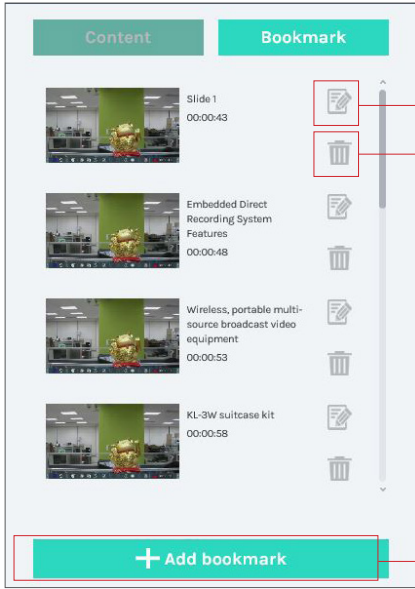 Content
Bookmark
Slide 1
00:00:43
Embedded Direct
Recording System
Features
00:00:48
Wireless, portable multi-
source broadcast video
equipment
00:00:53
KL-3W suitcase kit
00:00:58
Add bookmark